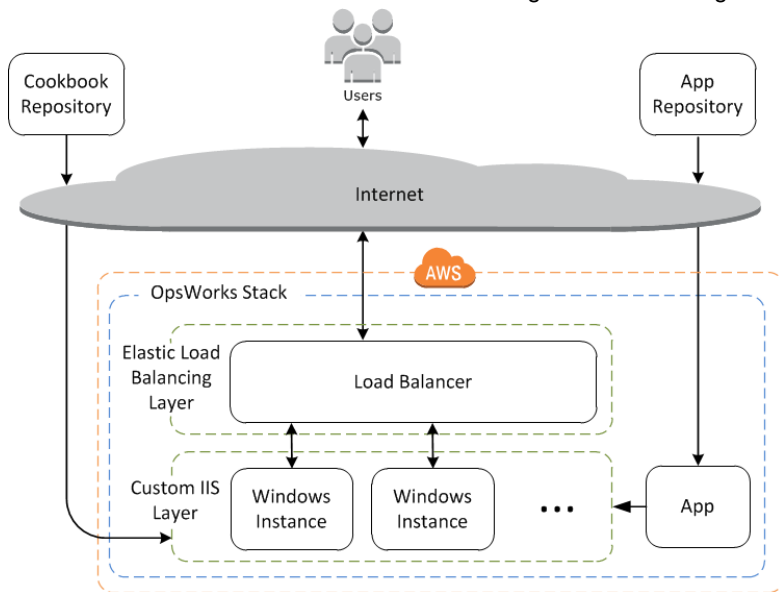 Users
Cookbook
Repository
App
Repository
Internet
AWS
OpsWorks Stack
Elastic Load
Balancing
Layer
Load Balancer
Custom IIS
Layer
Windows
Instance
Windows
Instance
...
App